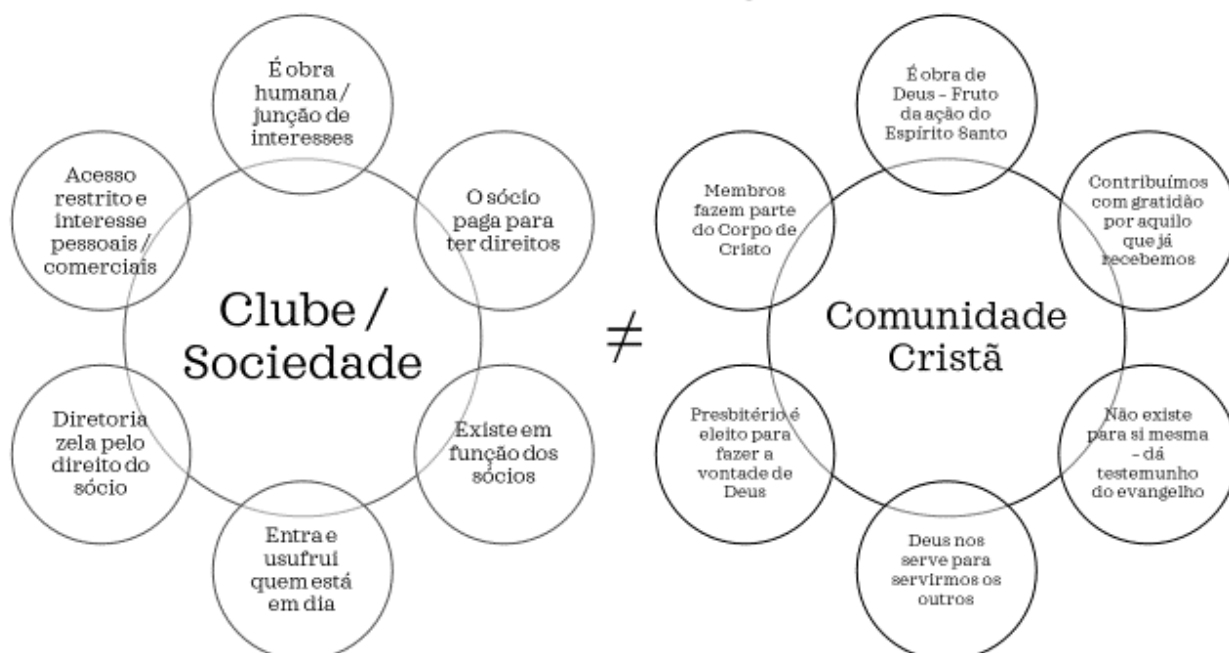 É obra
humana /
junção de
interesses
O sócio
paga para
ter direitos
Existe em
função dos
sócios
Entra e
usufrui
quem está
em dia
Diretoria
zela pelo
direito do
sócio
Acesso
restrito e
interesse
pessoais /
comerciais
Clube /
Sociedade
≠
É obra de
Deus – Fruto
da ação do
Espírito Santo
Contribuímos
com gratidão
por aquilo
que já
recebemos
Não existe
para si mesma
– dá
testemunho
do evangelho
Deus nos
serve para
servirmos os
outros
Presbitério é
eleito para
fazer a
vontade de
Deus
Membros
fazem parte
do Corpo de
Cristo
Comunidade
Cristã